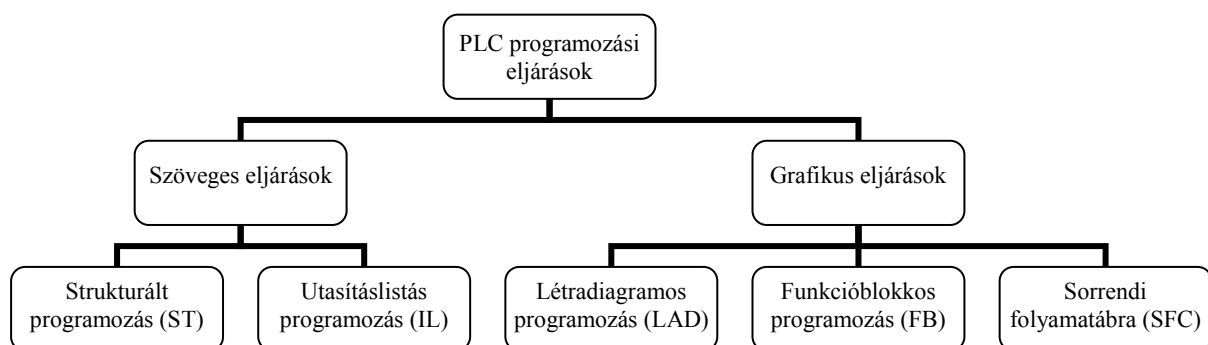 PLC programozási
eljárások
Szöveges eljárások
Grafikus eljárások
Strukturált
programozás (ST)
Utasításlistás
programozás (IL)
Létradiagramos
programozás (LAD)
Funkcióblokkos
programozás (FB)
Sorrendi
folyamatábra (SFC)